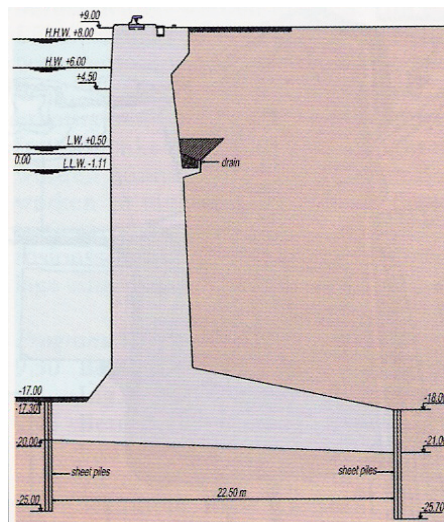 +9.00
H.H.W. +8.00
H.W. +6.00
+4.50
L.W. +0.50
0.00
L.L.W. -1.11
drain
-17.00
-17.30
-18.00
-20.00
-21.00
sheet piles
sheet piles
22.50 m
-25.00
-25.70